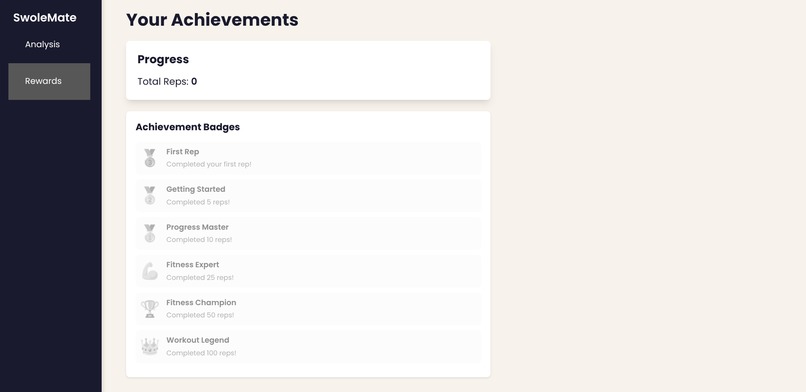 SwoleMate
Analysis
Rewards
Your Achievements
Progress
Total Reps: 0
Achievement Badges
First Rep
Completed your first rep!
Getting Started
Completed 5 reps!
Progress Master
Completed 10 reps!
Fitness Expert
Completed 25 reps!
Fitness Champion
Completed 50 reps!
Workout Legend
Completed 100 reps!